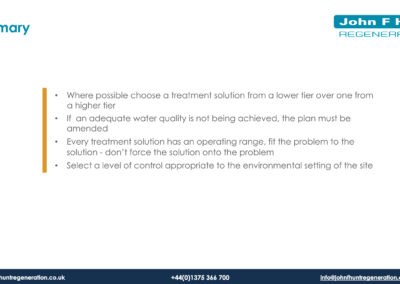 mary
John F H
REGENER
• Where possible choose a treatment solution from a lower tier over one from
a higher tier
• If an adequate water quality is not being achieved, the plan must be
amended
• Every treatment solution has an operating range, fit the problem to the
solution - don't force the solution onto the problem
• Select a level of control appropriate to the environmental setting of the site
huntregeneration.co.uk
+44(0)1375 366 700
info@johnfhuntregeneration.c